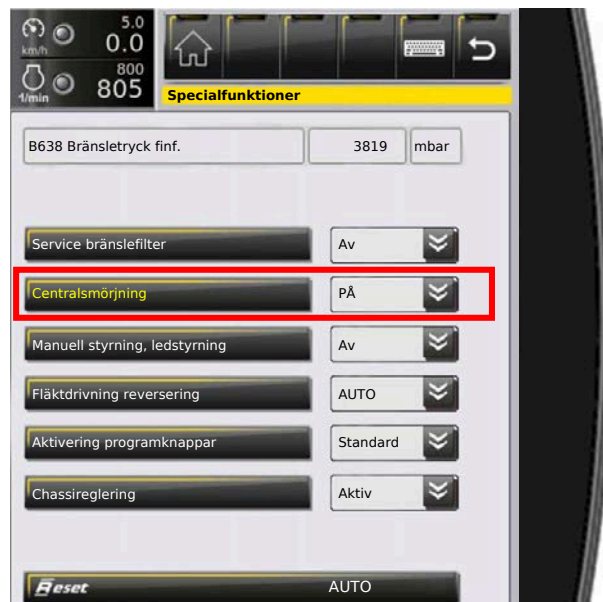 5.0
km/h 0.0
800
1/min 805
Specialfunktioner
B638 Bränsletryck finf. 3819 mbar
Service bränslefilter Av
Centralsmörjning PÅ
Manuell styrning, ledstyrning Av
Fläktdrivning reversering AUTO
Aktivering programknappar Standard
Chassireglering Aktiv
Reset AUTO